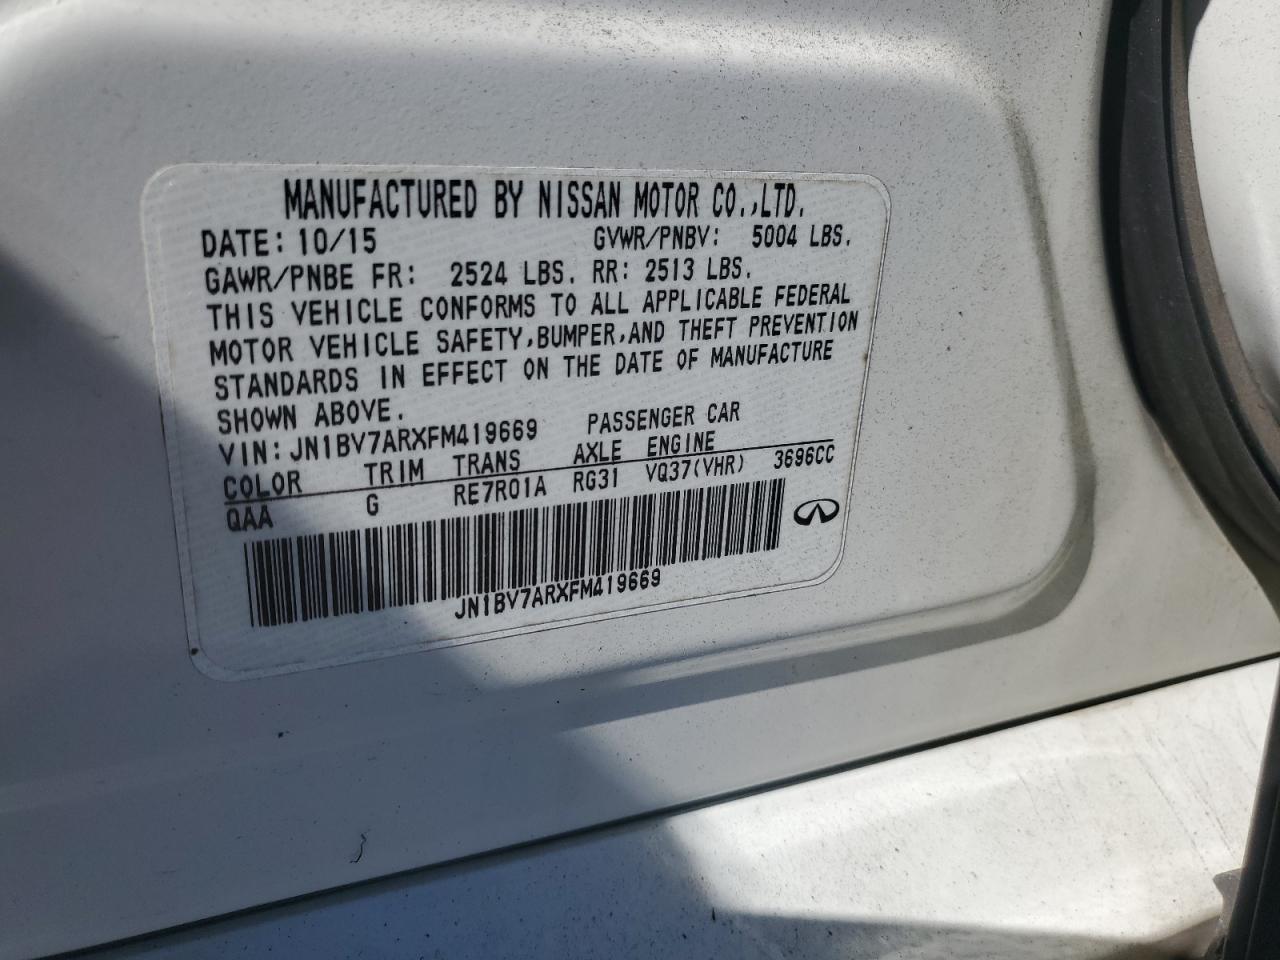 MANUFACTURED BY NISSAN MOTOR CO.,LTD.
DATE: 10/15 GVWR/PNBV: 5004 LBS.
GAWR/PNBE FR: 2524 LBS. RR: 2513 LBS.
THIS VEHICLE CONFORMS TO ALL APPLICABLE FEDERAL
MOTOR VEHICLE SAFETY,BUMPER,AND THEFT PREVENTION
STANDARDS IN EFFECT ON THE DATE OF MANUFACTURE
SHOWN ABOVE.
VIN: JN1BV7ARXFM419669 PASSENGER CAR
COLOR TRIM TRANS AXLE ENGINE
QAA G RE7R01A RG31 VQ37(VHR) 3696CC
JN1BV7ARXFM419669